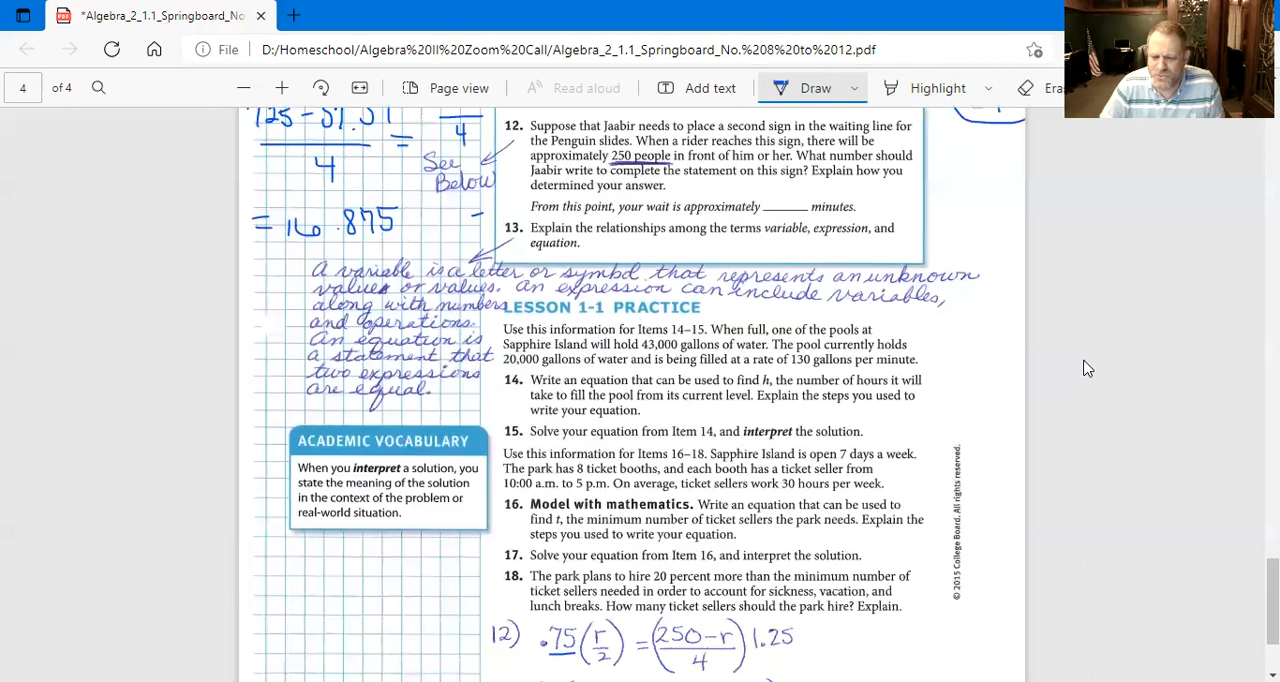 *Algebra_2_1.1_Springboard_No
File
D:/Homeschool/Algebra%20II%20Zoom%20Call/Algebra_2_1.1_Springboard_No.%208%20to%2012.pdf
4 of 4
Page view
Read aloud
Add text
Draw
Highlight
4
4
=
See
Below
= 16.875
12. Suppose that Jaabir needs to place a second sign in the waiting line for
the Penguin slides. When a rider reaches this sign, there will be
approximately 250 people in front of him or her. What number should
Jaabir write to complete the statement on this sign? Explain how you
determined your answer.
From this point, your wait is approximately ______ minutes.
13. Explain the relationships among the terms variable, expression, and
equation.
A variable is a letter or symbol that represents an unknown
value or values. An expression can include variables,
along with numbers
and operations.
An equation is
a statement that
two expressions
are equal.
LESSON 1-1 PRACTICE
Use this information for Items 14–15. When full, one of the pools at
Sapphire Island will hold 43,000 gallons of water. The pool currently holds
20,000 gallons of water and is being filled at a rate of 130 gallons per minute.
14. Write an equation that can be used to find h, the number of hours it will
take to fill the pool from its current level. Explain the steps you used to
write your equation.
15. Solve your equation from Item 14, and interpret the solution.
ACADEMIC VOCABULARY
When you interpret a solution, you
state the meaning of the solution
in the context of the problem or
real-world situation.
Use this information for Items 16–18. Sapphire Island is open 7 days a week.
The park has 8 ticket booths, and each booth has a ticket seller from
10:00 a.m. to 5 p.m. On average, ticket sellers work 30 hours per week.
16. Model with mathematics. Write an equation that can be used to
find t, the minimum number of ticket sellers the park needs. Explain the
steps you used to write your equation.
17. Solve your equation from Item 16, and interpret the solution.
18. The park plans to hire 20 percent more than the minimum number of
ticket sellers needed in order to account for sickness, vacation, and
lunch breaks. How many ticket sellers should the park hire? Explain.
© 2015 College Board. All rights reserved.
12) .75(r/2) = (250-r/4)1.25